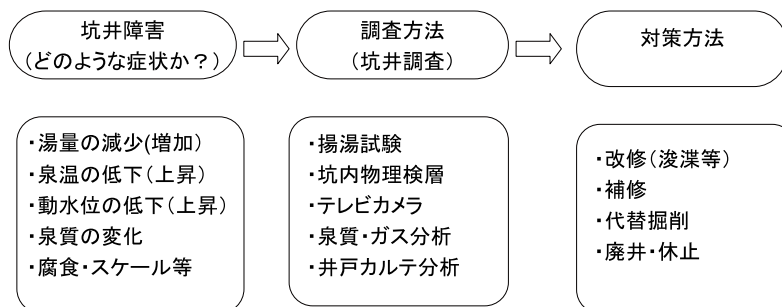 坑井障害
（どのような症状か？）
調査方法
（坑井調査）
対策方法
・湯量の減少(増加）
・泉温の低下（上昇）
・動水位の低下（上昇）
・泉質の変化
・腐食・スケール等
・揚湯試験
・坑内物理検層
・テレビカメラ
・泉質・ガス分析
・井戸カルテ分析
・改修（浚渫等）
・補修
・代替掘削
・廃井・休止